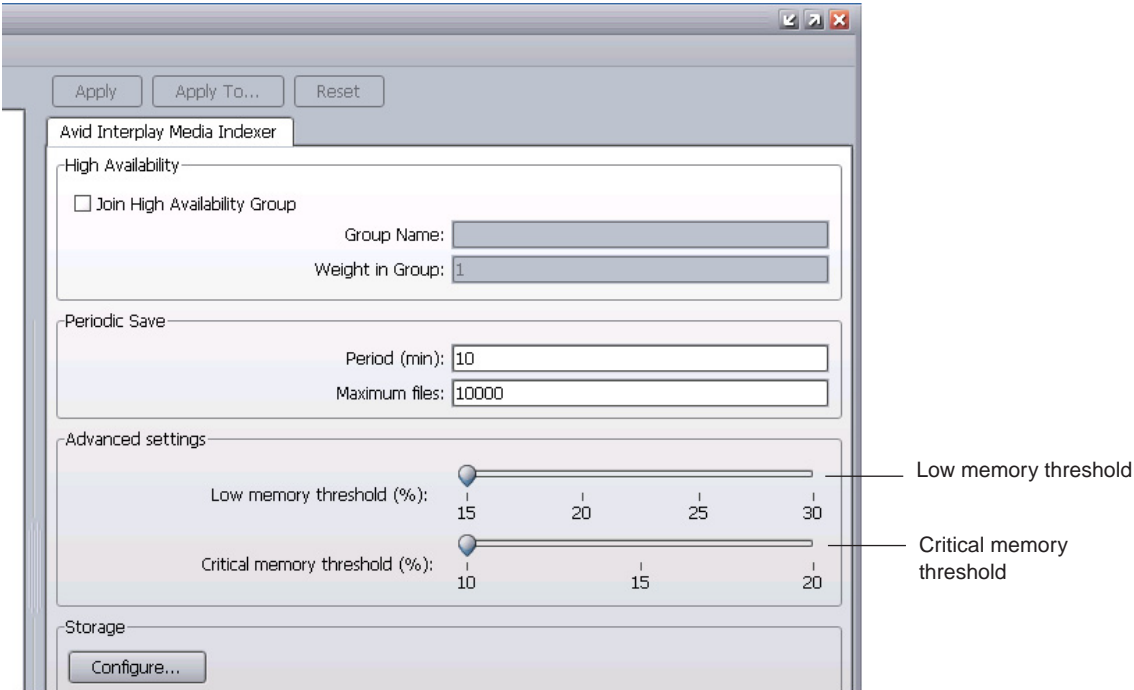 Apply Apply To... Reset
Avid Interplay Media Indexer
High Availability
Join High Availability Group
Group Name:
Weight in Group: 1
Periodic Save
Period (min): 10
Maximum files: 10000
Advanced settings
Low memory threshold (%):
15 20 25 30
Low memory threshold
Critical memory threshold (%):
10 15 20
Critical memory
threshold
Storage
Configure...